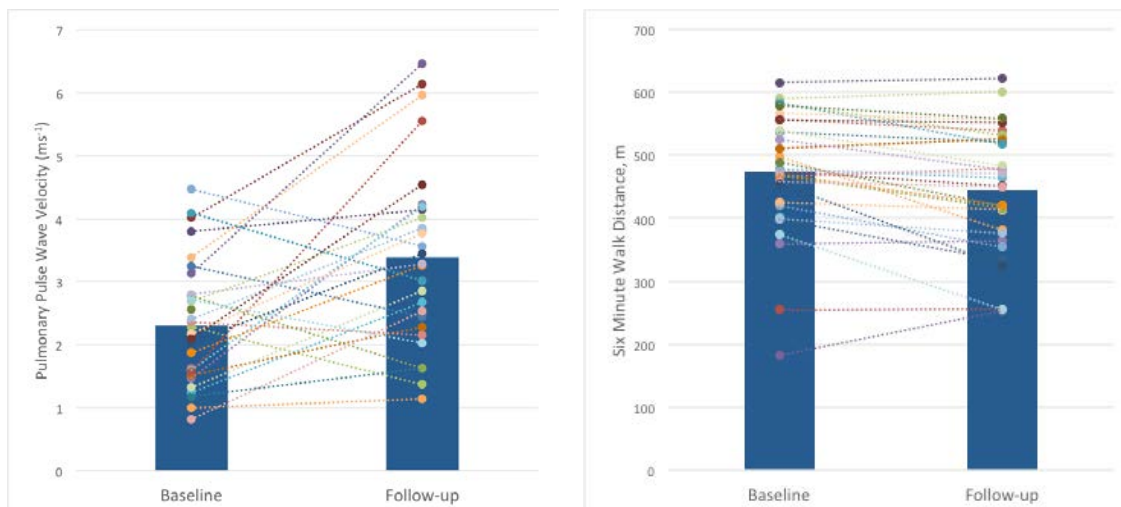 Pulmonary Pulse Wave Velocity (ms⁻¹)
7
6
5
4
3
2
1
0
Baseline
Follow-up
Six Minute Walk Distance, m
700
600
500
400
300
200
100
0
Baseline
Follow-up